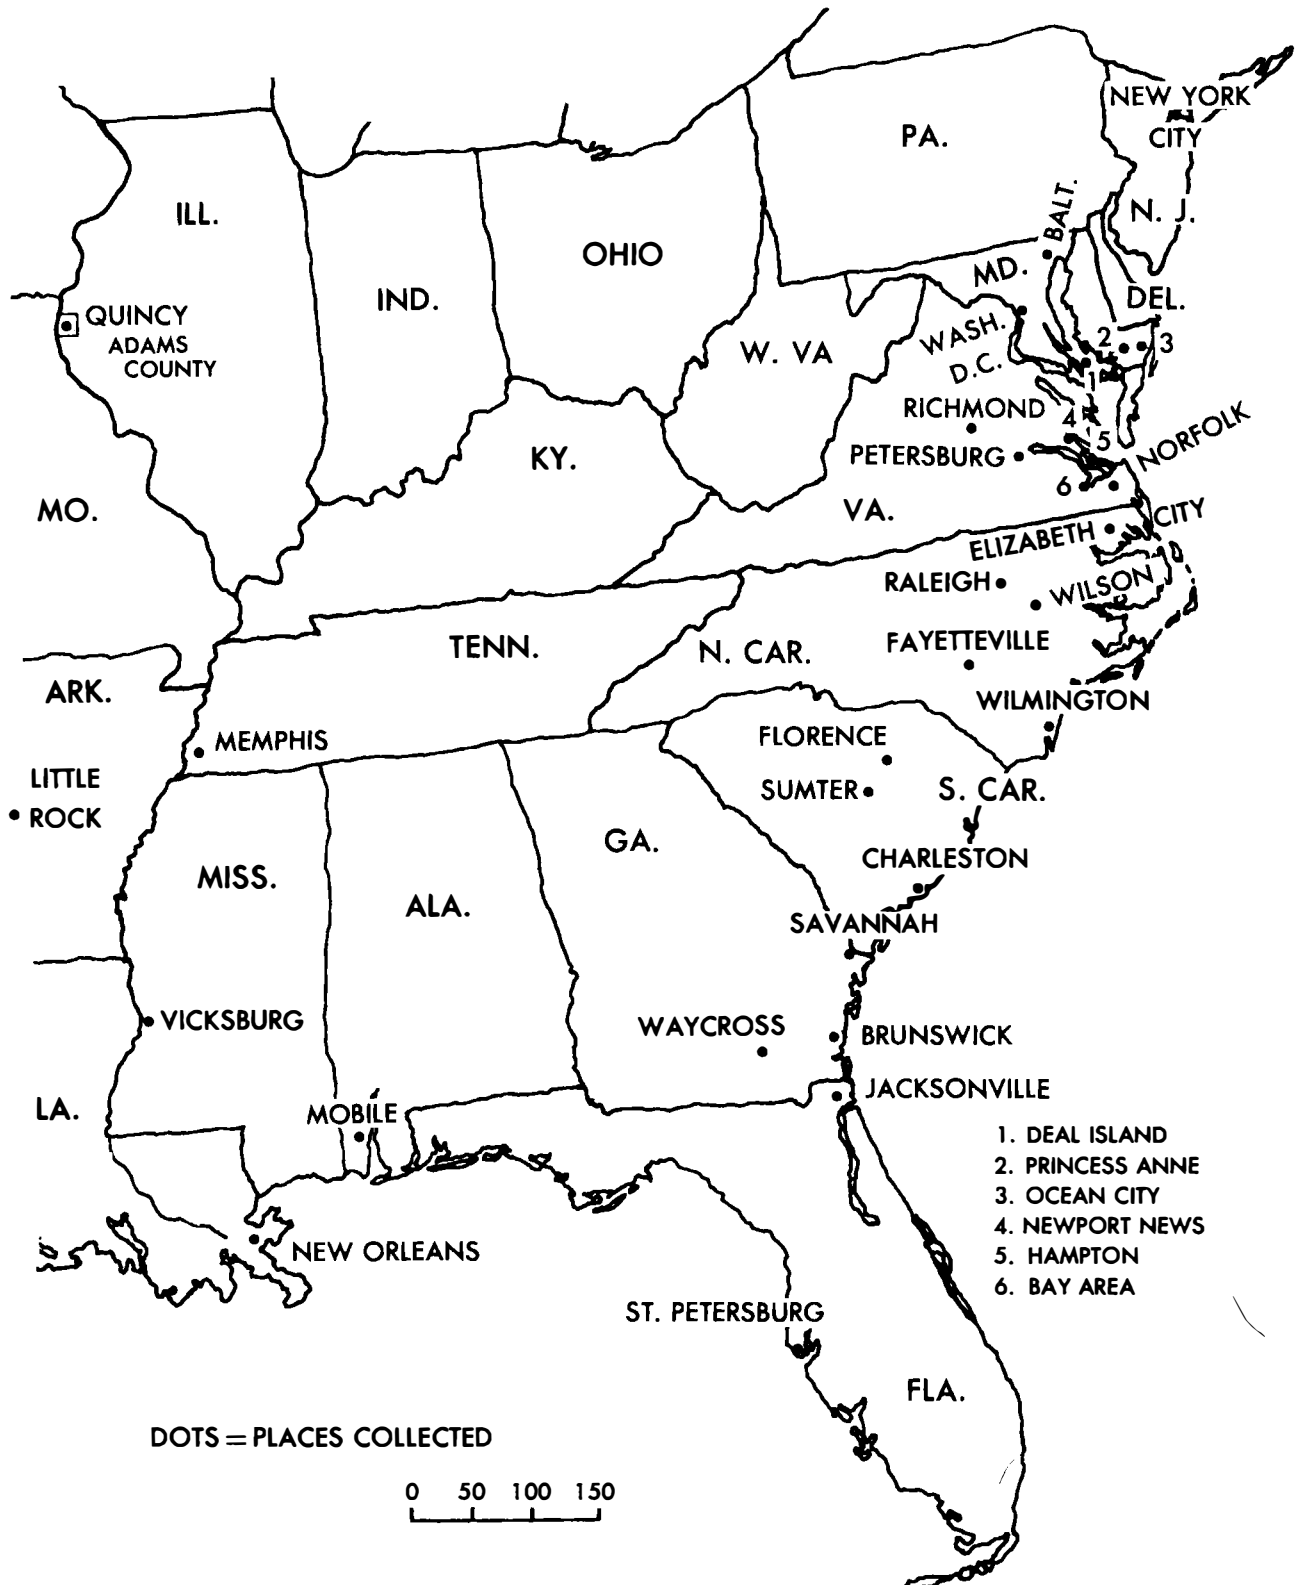 NEW YORK
CITY
PA.
BALT.
N. J.
ILL.
OHIO
IND.
MD.
DEL.
QUINCY
ADAMS
COUNTY
WASH.
D.C.
W. VA
2
3
1
RICHMOND
4
5
NORFOLK
KY.
PETERSBURG
6
MO.
VA.
ELIZABETH
CITY
RALEIGH
WILSON
TENN.
N. CAR.
FAYETTEVILLE
ARK.
WILMINGTON
MEMPHIS
FLORENCE
LITTLE
ROCK
SUMTER
S. CAR.
GA.
MISS.
CHARLESTON
ALA.
SAVANNAH
VICKSBURG
WAYCROSS
BRUNSWICK
LA.
MOBILE
JACKSONVILLE
1. DEAL ISLAND
2. PRINCESS ANNE
3. OCEAN CITY
4. NEWPORT NEWS
5. HAMPTON
6. BAY AREA
NEW ORLEANS
ST. PETERSBURG
FLA.
DOTS = PLACES COLLECTED
0 50 100 150